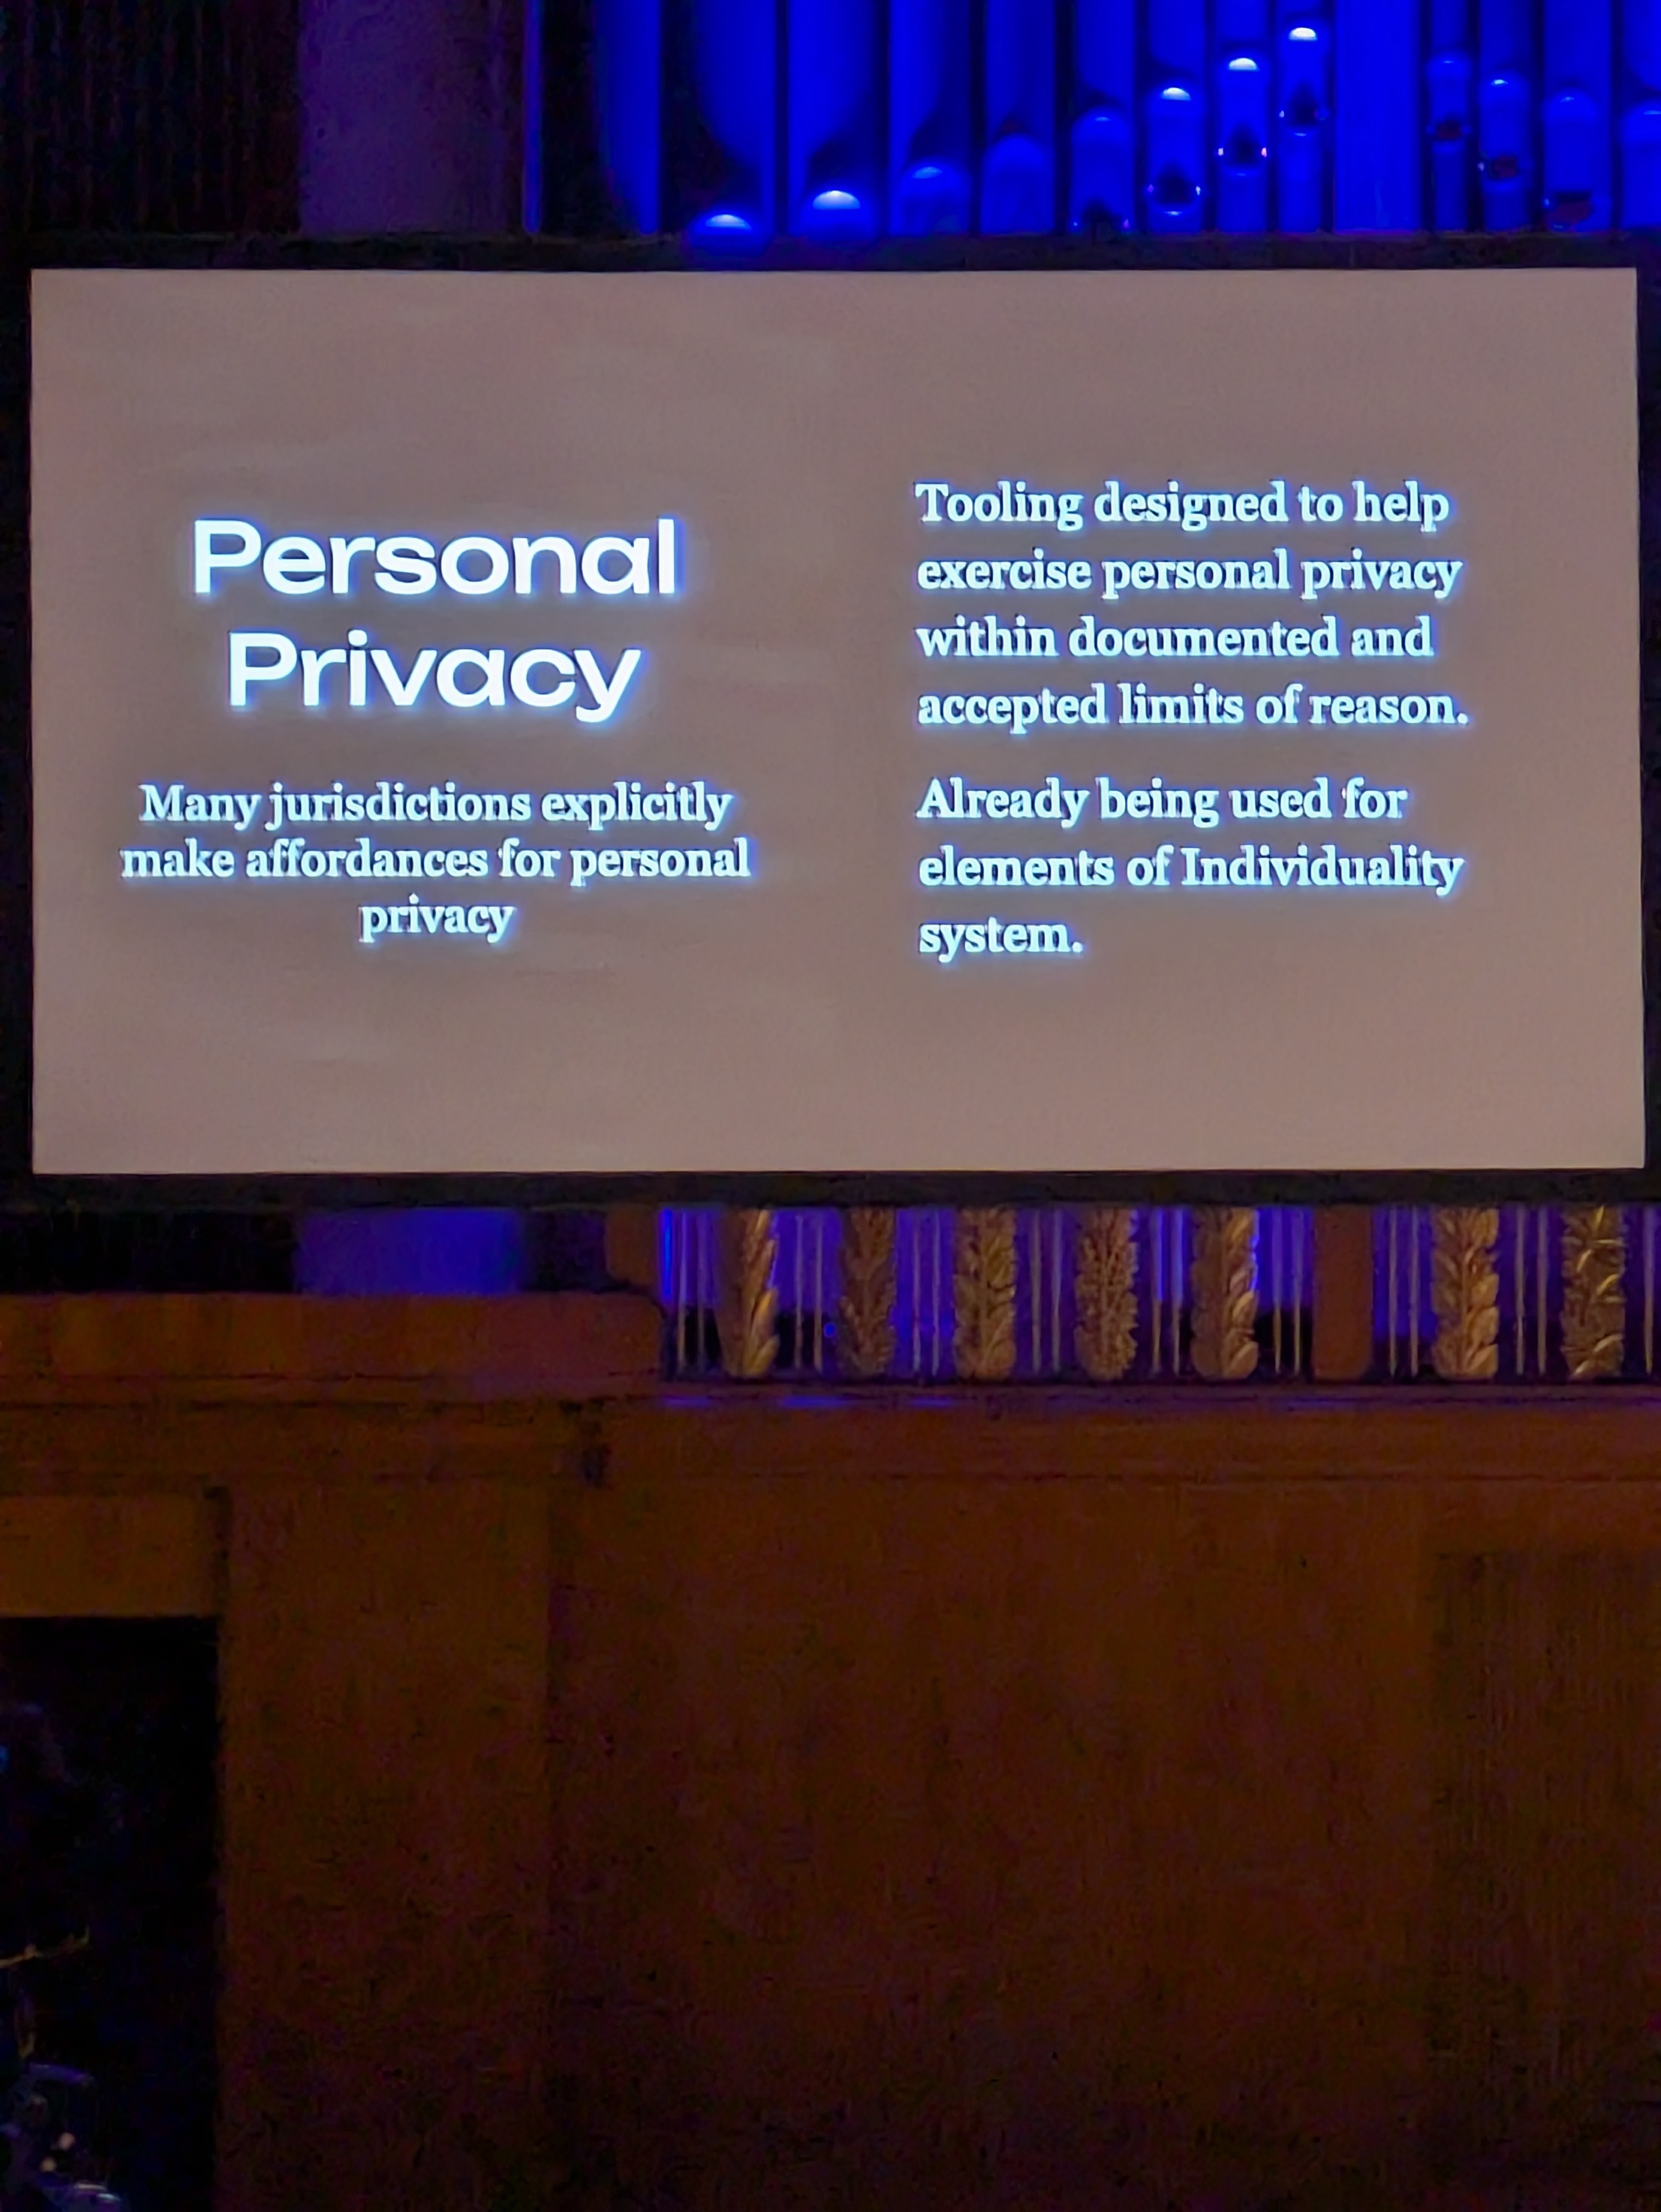 Personal
Privacy
Many jurisdictions explicitly
make affordances for personal
privacy
Tooling designed to help
exercise personal privacy
within documented and
accepted limits of reason.
Already being used for
elements of Individuality
system.